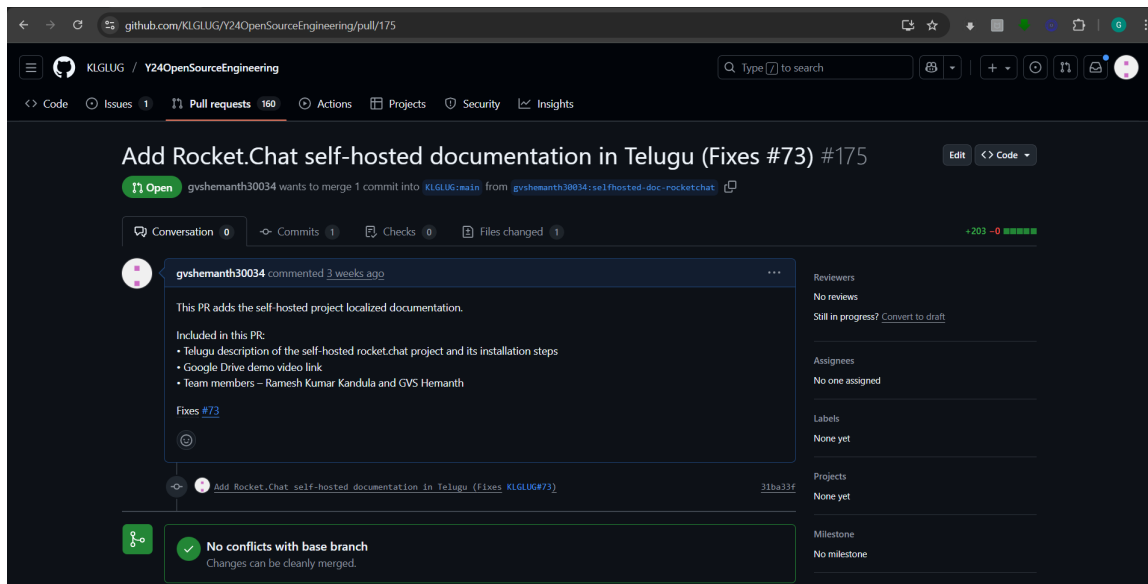 github.com/KLGLUG/Y24OpenSourceEngineering/pull/175
G
KLGLUG / Y24OpenSourceEngineering
Type / to search
Code
Issues 1
Pull requests 160
Actions
Projects
Security
Insights
Add Rocket.Chat self-hosted documentation in Telugu (Fixes #73) #175
Edit
<> Code
Open
gvshemanth30034 wants to merge 1 commit into KLGLUG:main from gvshemanth30034:selfhosted-doc-rocketchat
Conversation 0
Commits 1
Checks 0
Files changed 1
+203 −0
gvshemanth30034 commented 3 weeks ago
This PR adds the self-hosted project localized documentation.
Included in this PR:
• Telugu description of the self-hosted rocket.chat project and its installation steps
• Google Drive demo video link
• Team members – Ramesh Kumar Kandula and GVS Hemanth
Fixes #73
Add Rocket.Chat self-hosted documentation in Telugu (Fixes KLGLUG#73)
31ba33f
No conflicts with base branch
Changes can be cleanly merged.
Reviewers
No reviews
Still in progress? Convert to draft
Assignees
No one assigned
Labels
None yet
Projects
None yet
Milestone
No milestone